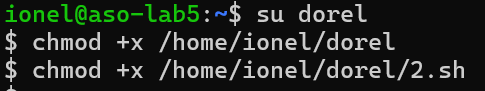 ionel@aso-lab5:~$ su dorel
$ chmod +x /home/ionel/dorel
$ chmod +x /home/ionel/dorel/2.sh